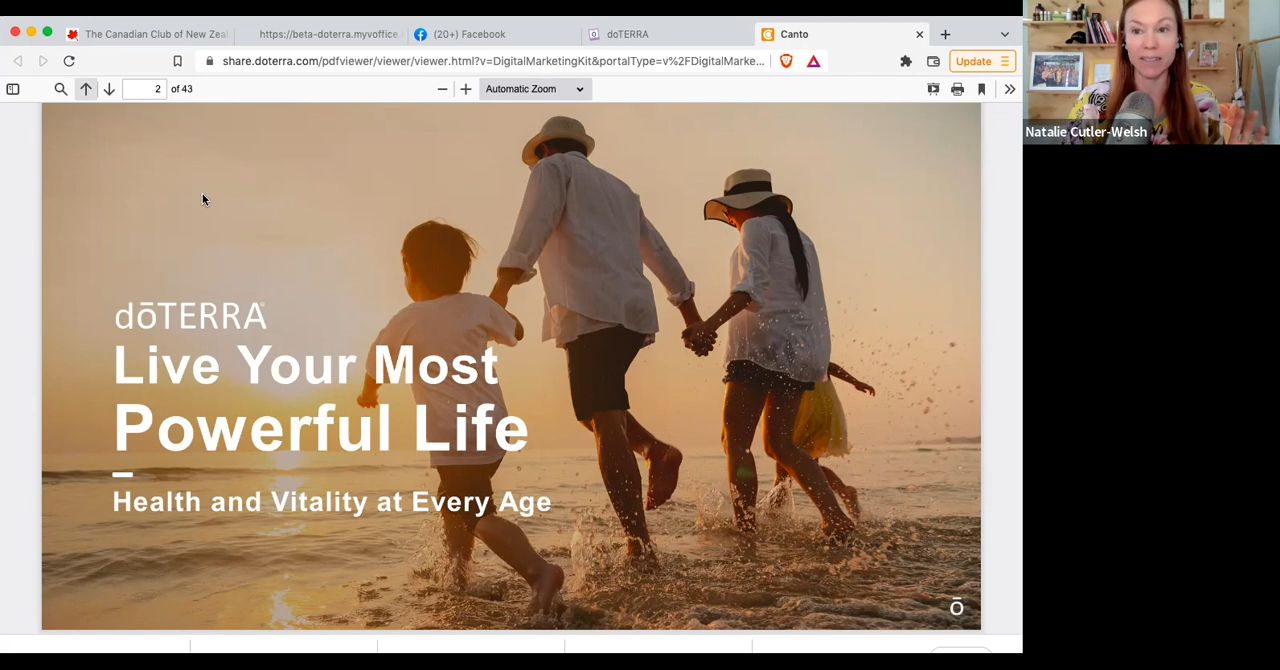 The Canadian Club of New Zeal
https://beta-doterra.myvoffice.
(20+) Facebook
doTERRA
Canto
share.doterra.com/pdfviewer/viewer/viewer.html?v=DigitalMarketingKit&portalType=v%2FDigitalMarke...
Update
2 of 43
Automatic Zoom
Natalie Cutler-Welsh
dōTERRA®
Live Your Most
Powerful Life
Health and Vitality at Every Age
ō